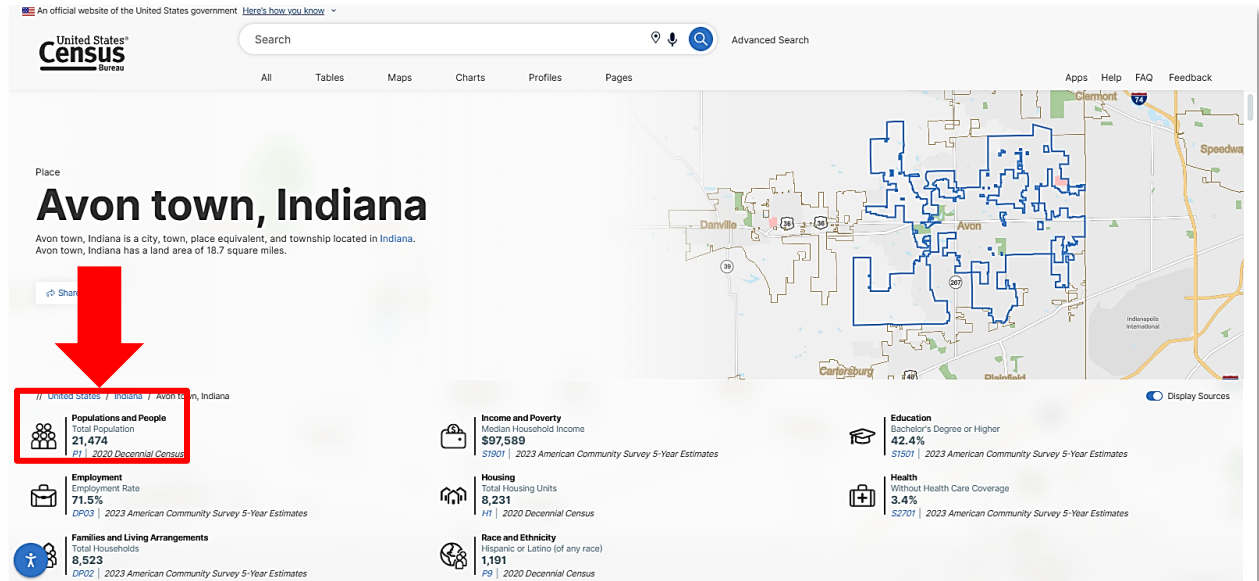 An official website of the United States government Here's how you know
United States®
Census
Bureau
Search
Advanced Search
All Tables Maps Charts Profiles Pages
Apps Help FAQ Feedback
Place
Avon town, Indiana
Avon town, Indiana is a city, town, place equivalent, and township located in Indiana.
Avon town, Indiana has a land area of 18.7 square miles.
Share
Clermont
74
Speedwa
Danville
36
36
Avon
39
267
Indianapolis
International
Cartersburg
40
Plainfield
// United States / Indiana / Avon town, Indiana
Display Sources
Populations and People
Total Population
21,474
P1 | 2020 Decennial Census
Income and Poverty
Median Household Income
$97,589
S1901 | 2023 American Community Survey 5-Year Estimates
Education
Bachelor's Degree or Higher
42.4%
S1501 | 2023 American Community Survey 5-Year Estimates
Employment
Employment Rate
71.5%
DP03 | 2023 American Community Survey 5-Year Estimates
Housing
Total Housing Units
8,231
H1 | 2020 Decennial Census
Health
Without Health Care Coverage
3.4%
S2701 | 2023 American Community Survey 5-Year Estimates
Families and Living Arrangements
Total Households
8,523
DP02 | 2023 American Community Survey 5-Year Estimates
Race and Ethnicity
Hispanic or Latino (of any race)
1,191
P9 | 2020 Decennial Census